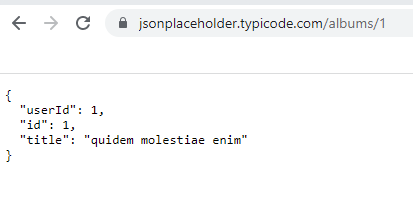 jsonplaceholder.typicode.com/albums/1
{
  "userId": 1,
  "id": 1,
  "title": "quidem molestiae enim"
}